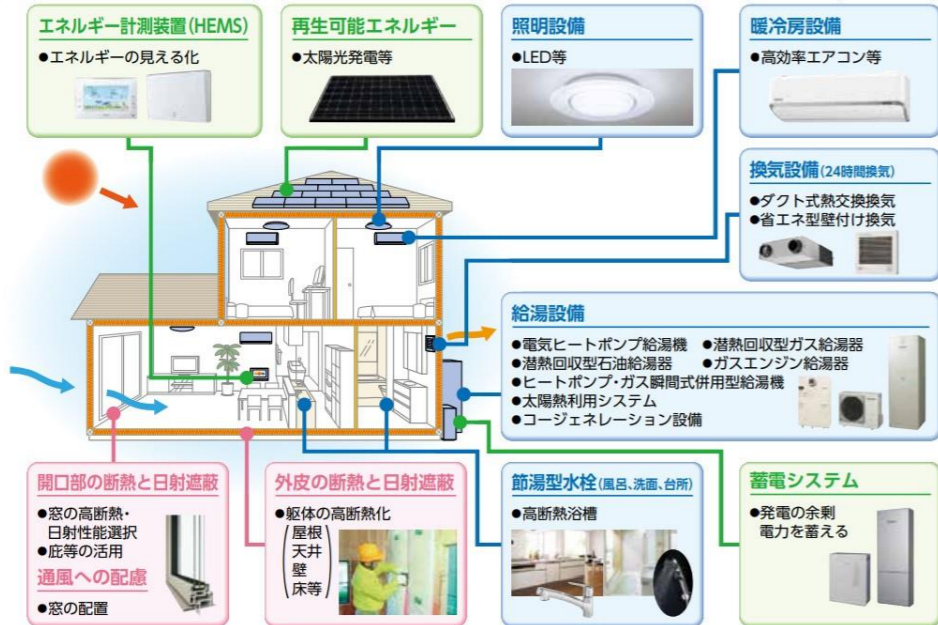 エネルギー計測装置(HEMS)
●エネルギーの見える化
再生可能エネルギー
●太陽光発電等
照明設備
●LED等
暖冷房設備
●高効率エアコン等
換気設備(24時間換気)
●ダクト式熱交換換気
●省エネ型壁付け換気
給湯設備
●電気ヒートポンプ給湯機 ●潜熱回収型ガス給湯器
●潜熱回収型石油給湯器 ●ガスエンジン給湯器
●ヒートポンプ・ガス瞬間式併用型給湯機
●太陽熱利用システム
●コージェネレーション設備
開口部の断熱と日射遮蔽
●窓の高断熱・
日射性能選択
●庇等の活用
通風への配慮
●窓の配置
外皮の断熱と日射遮蔽
●躯体の高断熱化
(屋根
天井
壁
床等)
節湯型水栓(風呂、洗面、台所)
●高断熱浴槽
蓄電システム
●発電の余剰
電力を蓄える